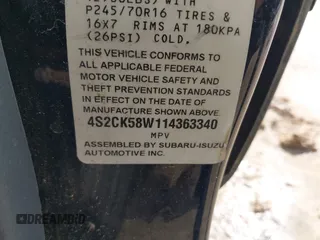 WITH
P245/70R16 TIRES &
16x7 RIMS AT 180KPA
(26PSI) COLD.
THIS VEHICLE CONFORMS TO
ALL APPLICABLE FEDERAL
MOTOR VEHICLE SAFETY AND
THEFT PREVENTION STANDARDS
IN EFFECT ON THE DATE OF
MANUFACTURE SHOWN ABOVE.
4S2CK58W114363340
MPV
ASSEMBLED BY SUBARU-ISUZU
AUTOMOTIVE INC.
DREAMBID